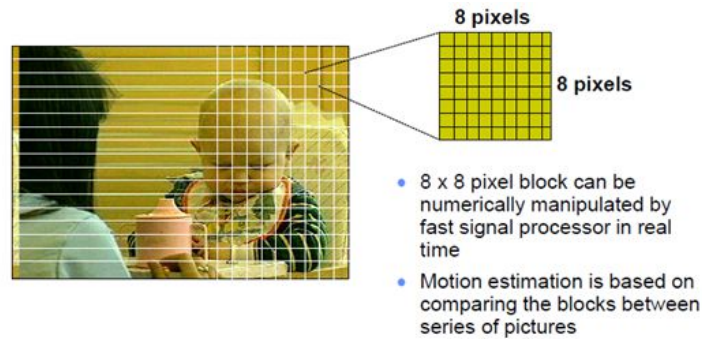 8 pixels
8 pixels
• 8 x 8 pixel block can be
numerically manipulated by
fast signal processor in real
time
• Motion estimation is based on
comparing the blocks between
series of pictures